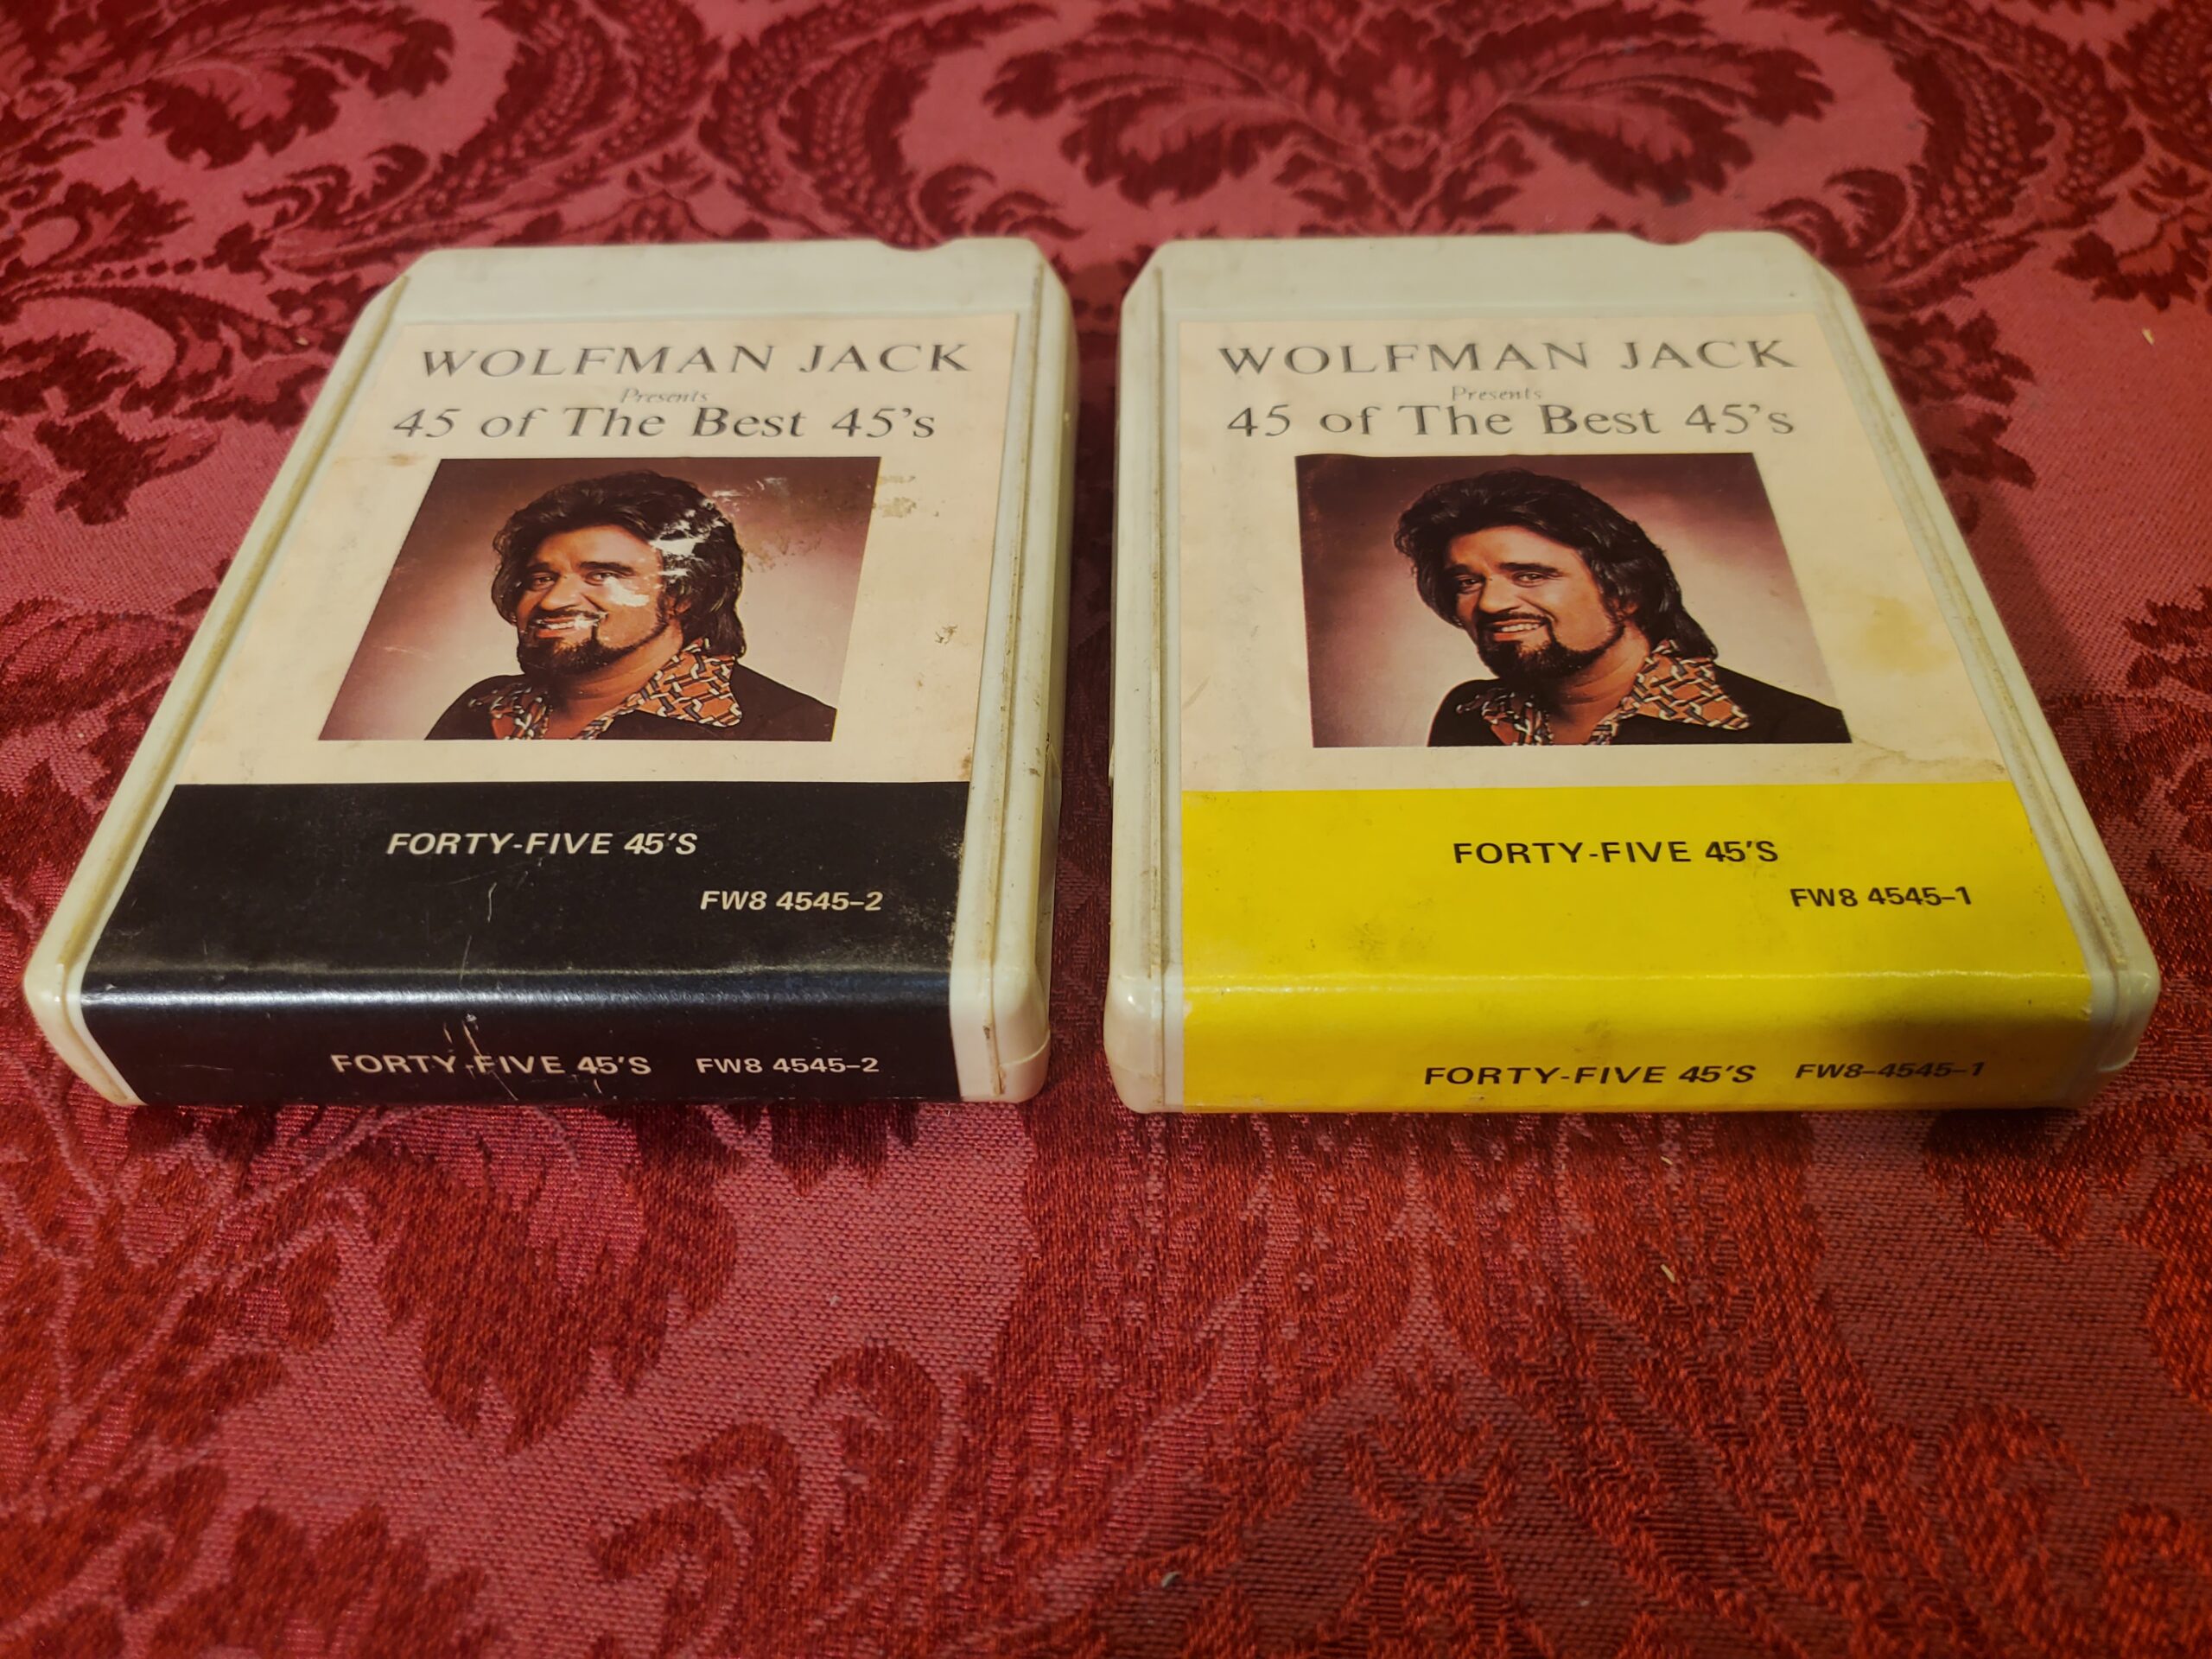 WOLFMAN JACK
Presents
45 of The Best 45's
FORTY-FIVE 45'S
FW8 4545-2
FORTY-FIVE 45'S FW8 4545-2
WOLFMAN JACK
Presents
45 of The Best 45's
FORTY-FIVE 45'S
FW8 4545-1
FORTY-FIVE 45'S FW8-4545-1